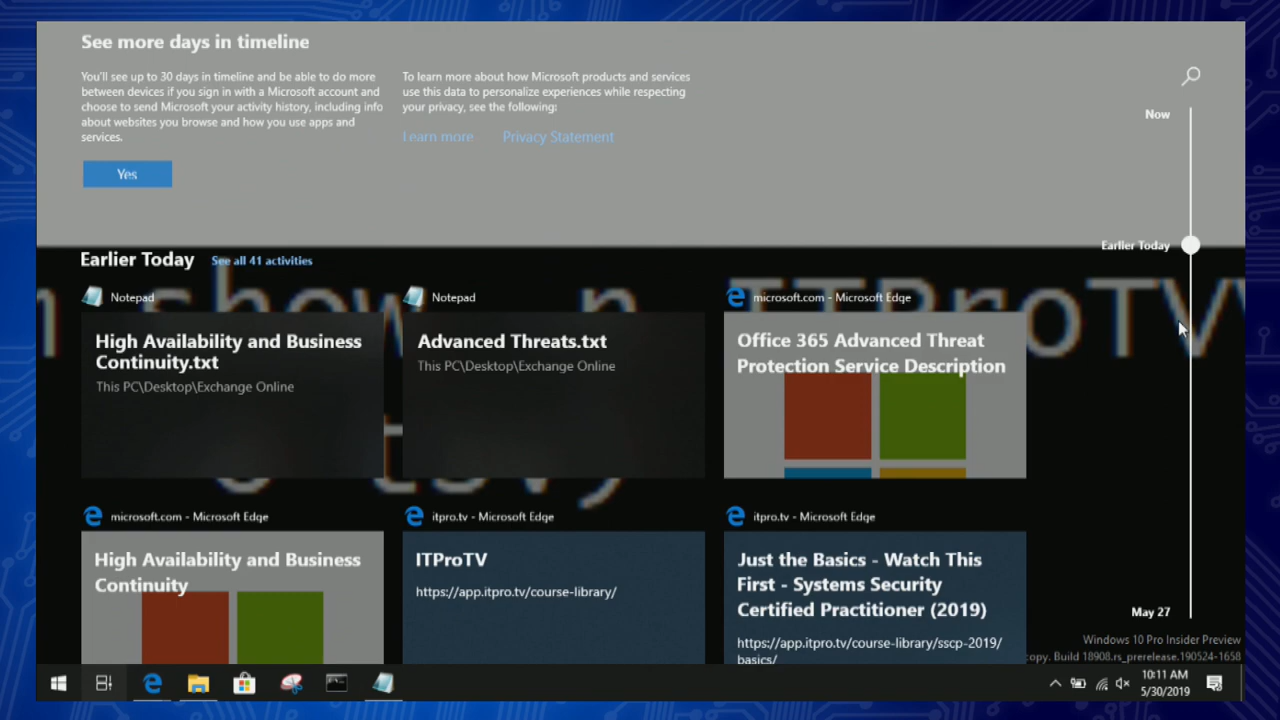 See more days in timeline
You'll see up to 30 days in timeline and be able to do more
between devices if you sign in with a Microsoft account and
choose to send Microsoft your activity history, including info
about websites you browse and how you use apps and
services.
To learn more about how Microsoft products and services
use this data to personalize experiences while respecting
your privacy, see the following:
Learn more Privacy Statement
Yes
Now
Earlier Today
Earlier Today See all 41 activities
Notepad
High Availability and Business
Continuity.txt
This PC\Desktop\Exchange Online
Notepad
Advanced Threats.txt
This PC\Desktop\Exchange Online
microsoft.com - Microsoft Edge
Office 365 Advanced Threat
Protection Service Description
microsoft.com - Microsoft Edge
High Availability and Business
Continuity
itpro.tv - Microsoft Edge
ITProTV
https://app.itpro.tv/course-library/
itpro.tv - Microsoft Edge
Just the Basics - Watch This
First - Systems Security
Certified Practitioner (2019)
https://app.itpro.tv/course-library/sscp-2019/
basics/
show
ITProTV
May 27
Windows 10 Pro Insider Preview
copy. Build 18908.rs_prerelease.190524-1658
10:11 AM
5/30/2019